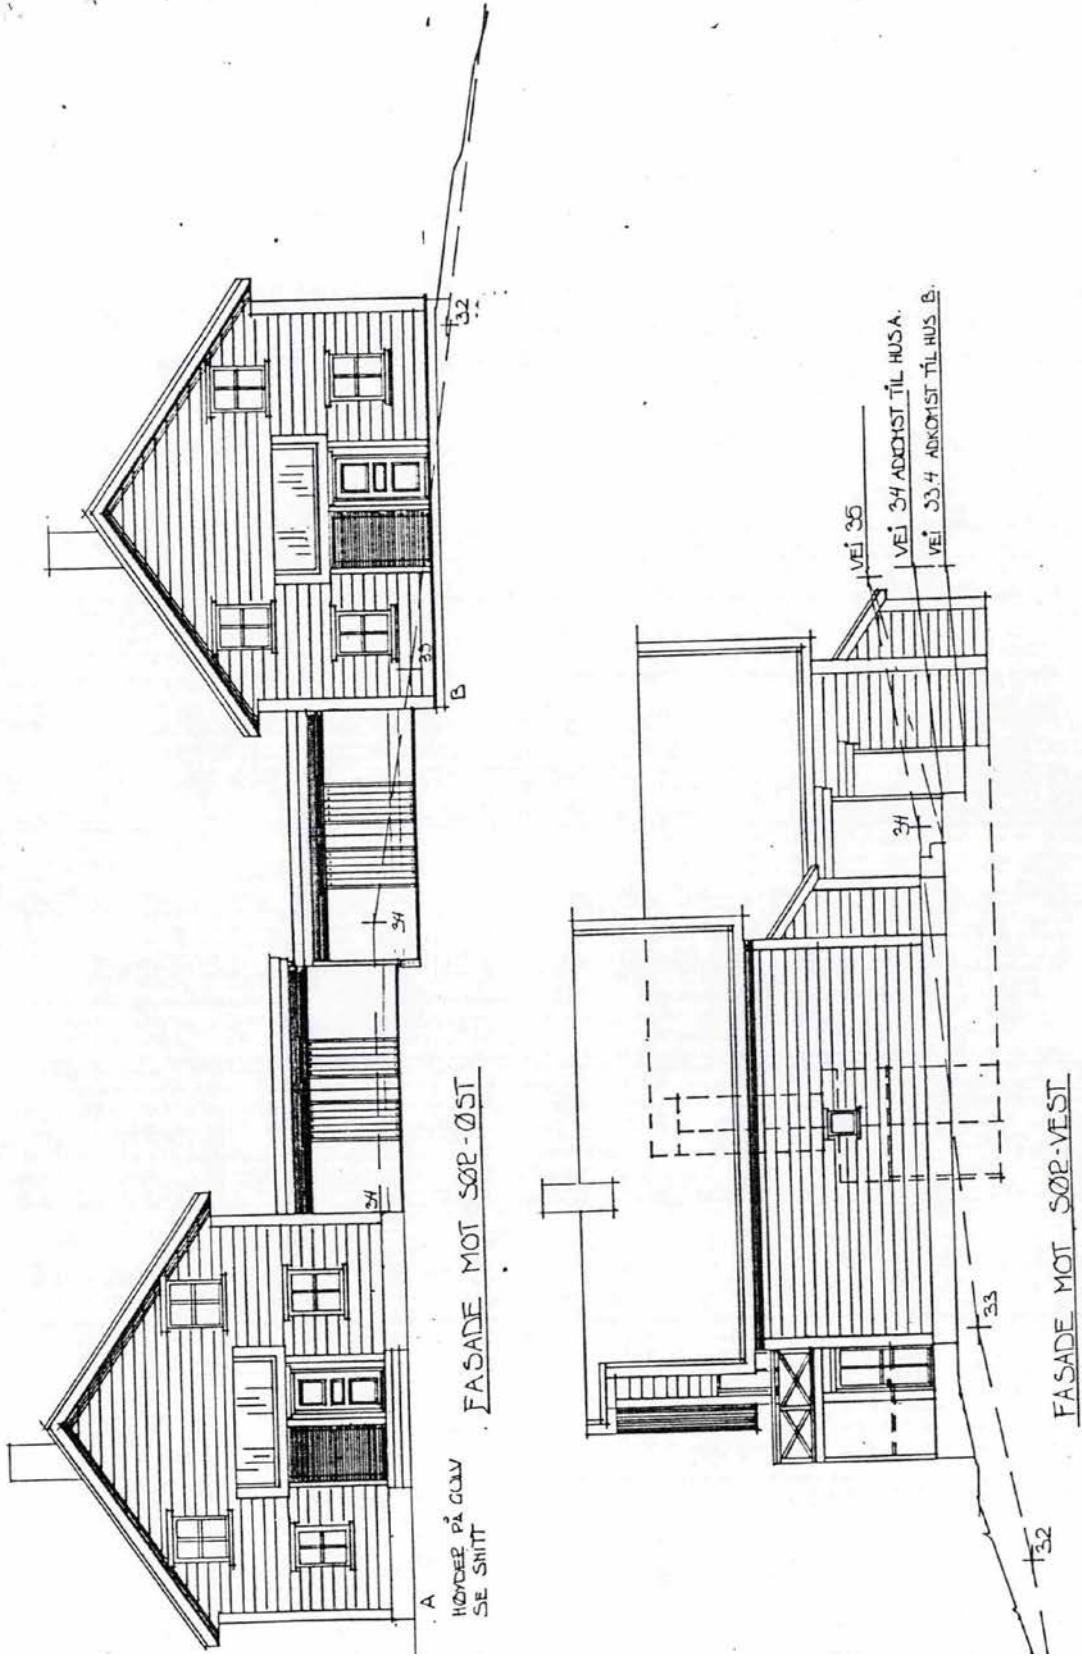 A
HØYDER PÅ GULV
SE SNITT
34
34
33
B
32
FASADE MOT SØR-ØST
VEI 35
VEI 34 ADKOMST TIL HUS A.
VEI 33.4 ADKOMST TIL HUS B.
34
33
32
FASADE MOT SØR-VEST